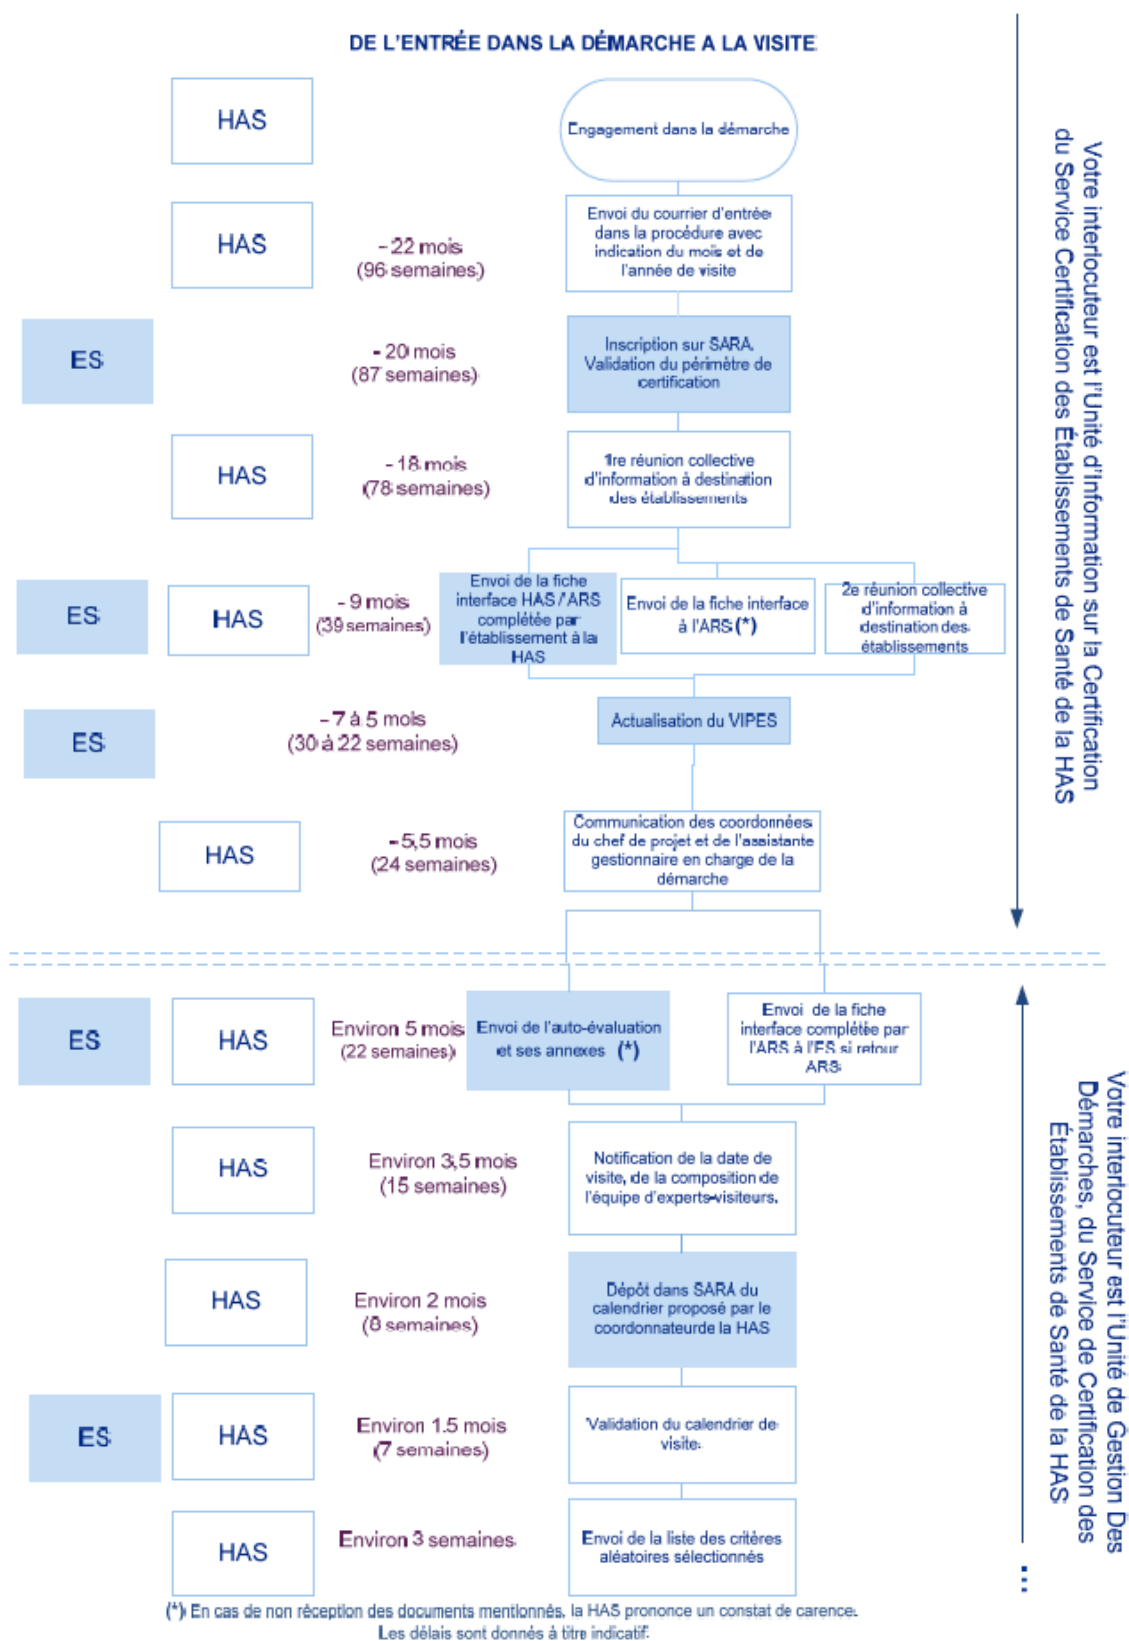 DE L'ENTRÉE DANS LA DÉMARCHE A LA VISITE
HAS
Engagement dans la démarche
HAS
- 22 mois
(96 semaines)
Envoi du courrier d'entrée
dans la procédure avec
indication du mois et de
l'année de visite
ES
- 20 mois
(87 semaines)
Inscription sur SARA.
Validation du périmètre de
certification
HAS
- 18 mois
(78 semaines)
1re réunion collective
d'information à destination
des établissements
ES
HAS
- 9 mois
(39 semaines)
Envoi de la fiche
interface HAS / ARS
complétée par
l'établissement à la
HAS
Envoi de la fiche interface
à l'ARS (*)
2e réunion collective
d'information à
destination des
établissements
ES
- 7 à 5 mois
(30 à 22 semaines)
Actualisation du VIPES
HAS
- 5,5 mois
(24 semaines)
Communication des coordonnées
du chef de projet et de l'assistante
gestionnaire en charge de la
démarche
Votre interlocuteur est l'Unité d'Information sur la Certification
du Service Certification des Établissements de Santé de la HAS
ES
HAS
Environ 5 mois
(22 semaines)
Envoi de l'auto-évaluation
et ses annexes (*)
Envoi de la fiche
interface complétée par
l'ARS à l'ES si retour
ARS
HAS
Environ 3,5 mois
(15 semaines)
Notification de la date de
visite, de la composition de
l'équipe d'experts-visiteurs.
HAS
Environ 2 mois
(8 semaines)
Dépôt dans SARA du
calendrier proposé par le
coordonnateurde la HAS
ES
HAS
Environ 1.5 mois
(7 semaines)
Validation du calendrier de
visite.
HAS
Environ 3 semaines
Envoi de la liste des critères
aléatoires sélectionnés
Votre interlocuteur est l'Unité de Gestion Des
Démarches, du Service de Certification des
Établissements de Santé de la HAS
...
(*) En cas de non réception des documents mentionnés, la HAS prononce un constat de carence.
Les délais sont donnés à titre indicatif.